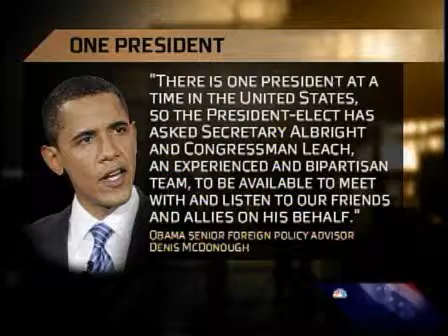 ONE PRESIDENT
"THERE IS ONE PRESIDENT AT A
TIME IN THE UNITED STATES,
SO THE PRESIDENT-ELECT HAS
ASKED SECRETARY ALBRIGHT
AND CONGRESSMAN LEACH,
AN EXPERIENCED AND BIPARTISAN
TEAM, TO BE AVAILABLE TO MEET
WITH AND LISTEN TO OUR FRIENDS
AND ALLIES ON HIS BEHALF."
OBAMA SENIOR FOREIGN POLICY ADVISOR
DENIS MCDONOUGH